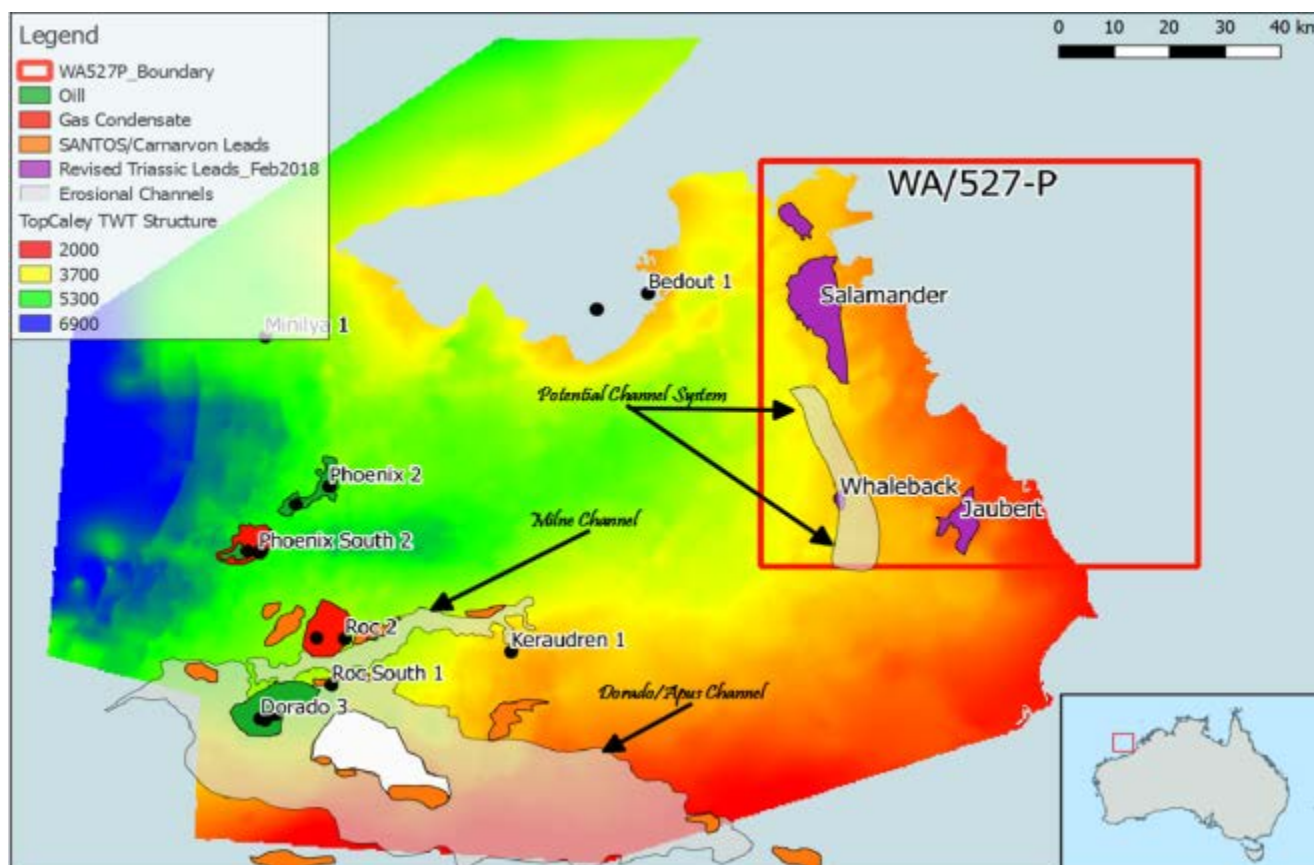 Legend
WA527P_Boundary
Oill
Gas Condensate
SANTOS/Carnarvon Leads
Revised Triassic Leads_Feb2018
Erosional Channels
TopCaley TWT Structure
2000
3700
5300
6900
0 10 20 30 40 km
WA/527-P
Bedout 1
Salamander
Minilya 1
Potential Channel System
Phoenix 2
Whaleback
Jaubert
Milne Channel
Phoenix South 2
Roc 2
Keraudren 1
Roc South 1
Dorado/Apus Channel
Dorado 3